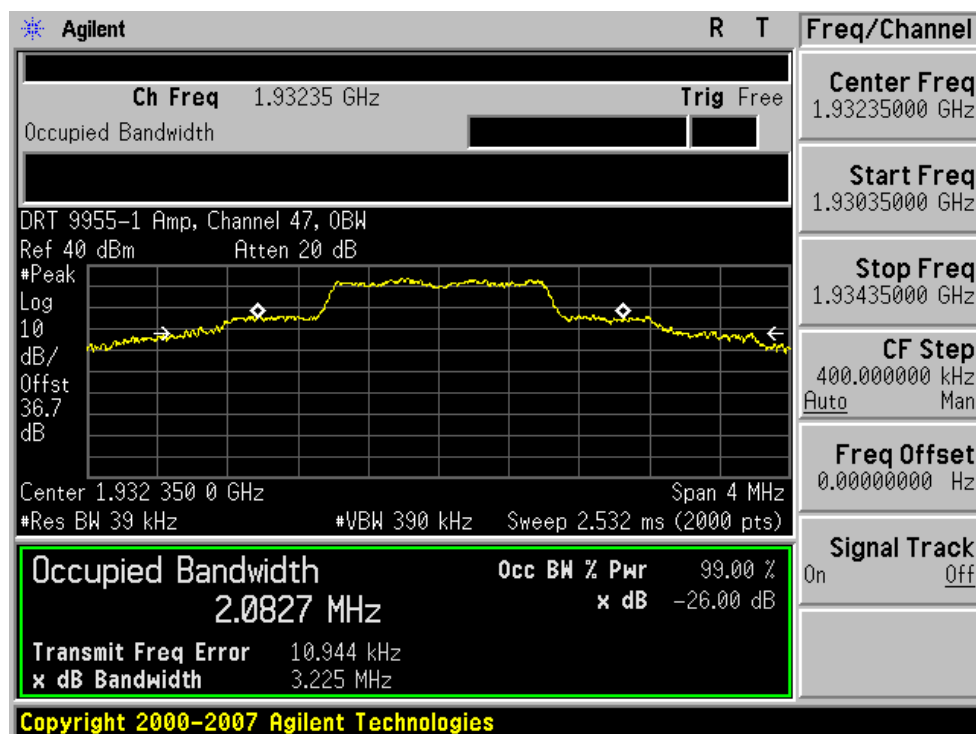 Agilent R T Freq/Channel
Ch Freq 1.93235 GHz Trig Free
Occupied Bandwidth
DRT 9955-1 Amp, Channel 47, OBW
Ref 40 dBm Atten 20 dB
#Peak
Log
10
dB/
Offst
36.7
dB
Center 1.932 350 0 GHz Span 4 MHz
#Res BW 39 kHz #VBW 390 kHz Sweep 2.532 ms (2000 pts)
Occupied Bandwidth
2.0827 MHz
Occ BW % Pwr 99.00 %
x dB -26.00 dB
Transmit Freq Error 10.944 kHz
x dB Bandwidth 3.225 MHz
Copyright 2000-2007 Agilent Technologies
Center Freq
1.93235000 GHz
Start Freq
1.93035000 GHz
Stop Freq
1.93435000 GHz
CF Step
400.000000 kHz
Auto Man
Freq Offset
0.00000000 Hz
Signal Track
On Off